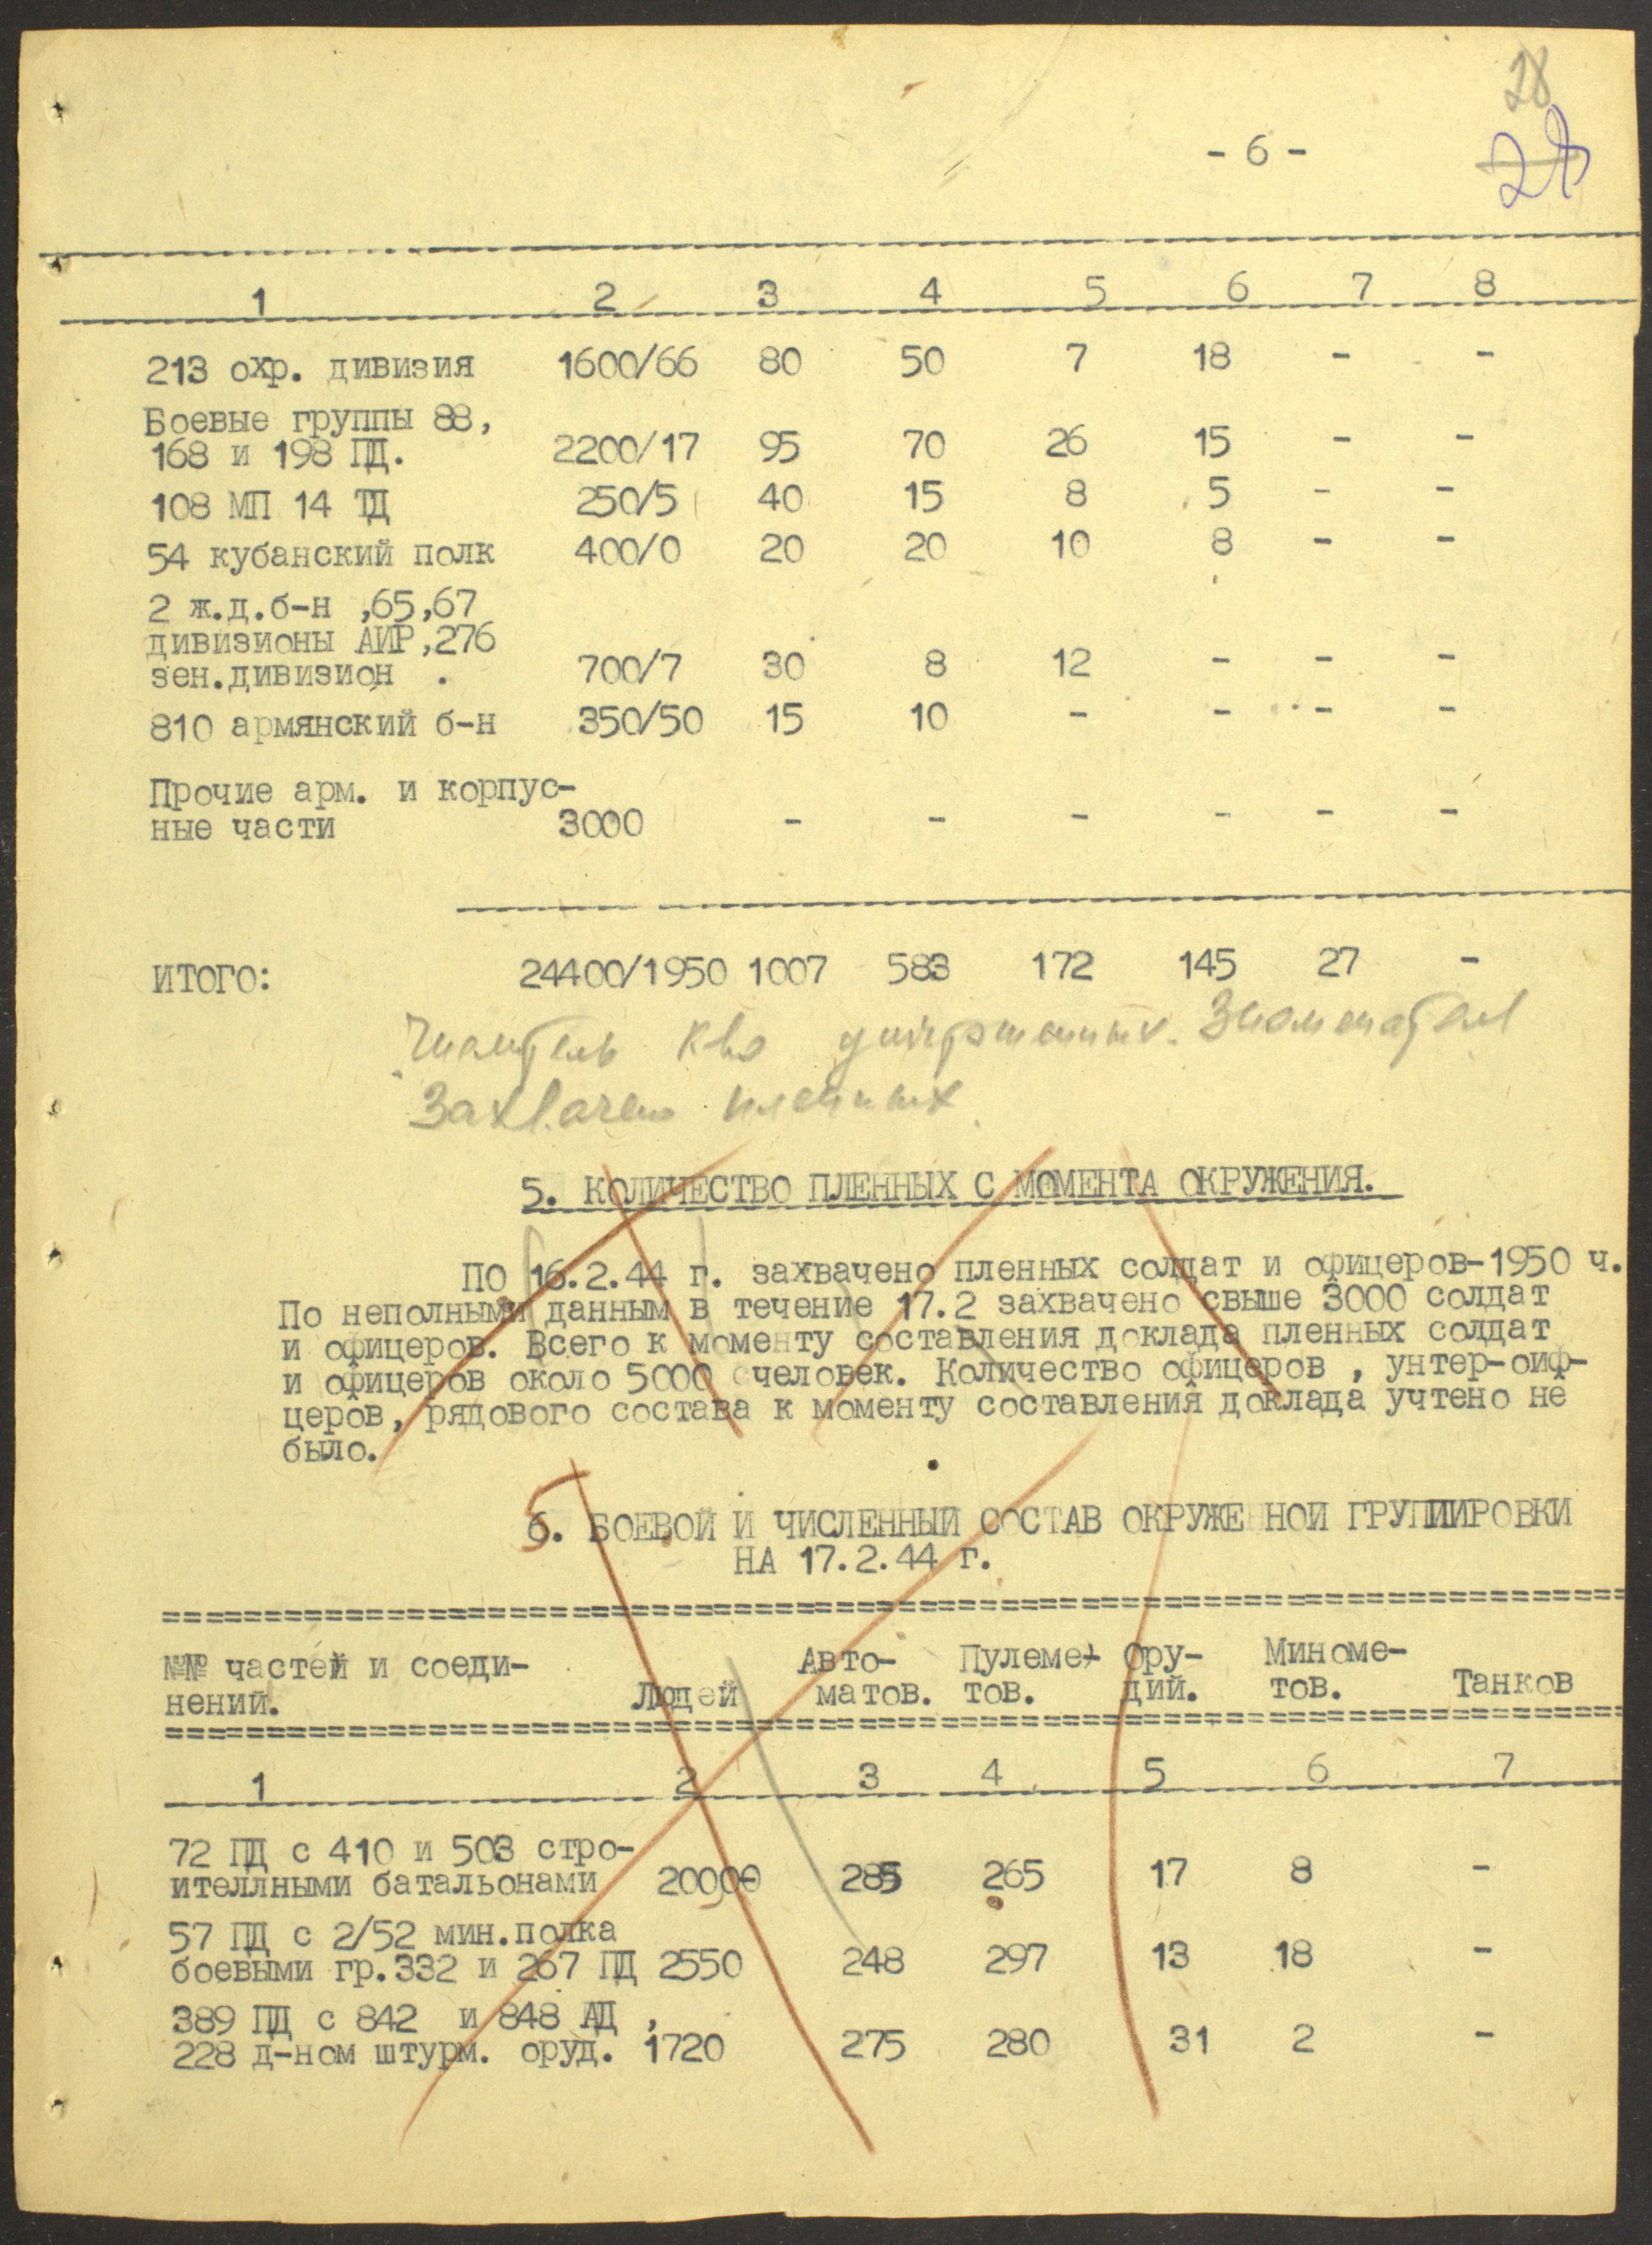 28
- 6 -
27
1 2 3 4 5 6 7 8
213 охр. дивизия 1600/66 80 50 7 18 - -
Боевые группы 88,
168 и 198 ПД. 2200/17 95 70 26 15 - -
108 МП 14 ТД 250/5 40 15 8 5 - -
54 кубанский полк 400/0 20 20 10 8 - -
2 ж.д.б-н ,65,67
дивизионы АИР,276
зен.дивизион . 700/7 30 8 12 - - -
810 армянский б-н 350/50 15 10 - - - -
Прочие арм. и корпус-
ные части 3000 - - - - - -
ИТОГО: 24400/1950 1007 583 172 145 27 -
Числитель к-во уничтоженных. Знаменатель
Захвачено пленных
5. КОЛИЧЕСТВО ПЛЕННЫХ С МОМЕНТА ОКРУЖЕНИЯ.
ПО 16.2.44 г. захвачено пленных солдат и офицеров-1950 ч.
По неполными данным в течение 17.2 захвачено свыше 3000 солдат
и офицеров. Всего к моменту составления доклада пленных солдат
и офицеров около 5000 человек. Количество офицеров , унтер-оиф-
церов, рядового состава к моменту составления доклада учтено не
было.
6. БОЕВОЙ И ЧИСЛЕННЫЙ СОСТАВ ОКРУЖЕННОЙ ГРУППИРОВКИ
НА 17.2.44 г.
№№ частей и соеди- Авто- Пулеме- Ору- Миноме-
нений. Людей матов. тов. дий. тов. Танков
1 2 3 4 5 6 7
72 ПД с 410 и 503 стро-
ителлными батальонами 2000 285 265 17 8 -
57 ПД с 2/52 мин.полка
боевыми гр.332 и 267 ПД 2550 248 297 13 18 -
389 ПД с 842 и 848 АД ,
228 д-ном штурм. оруд. 1720 275 280 31 2 -